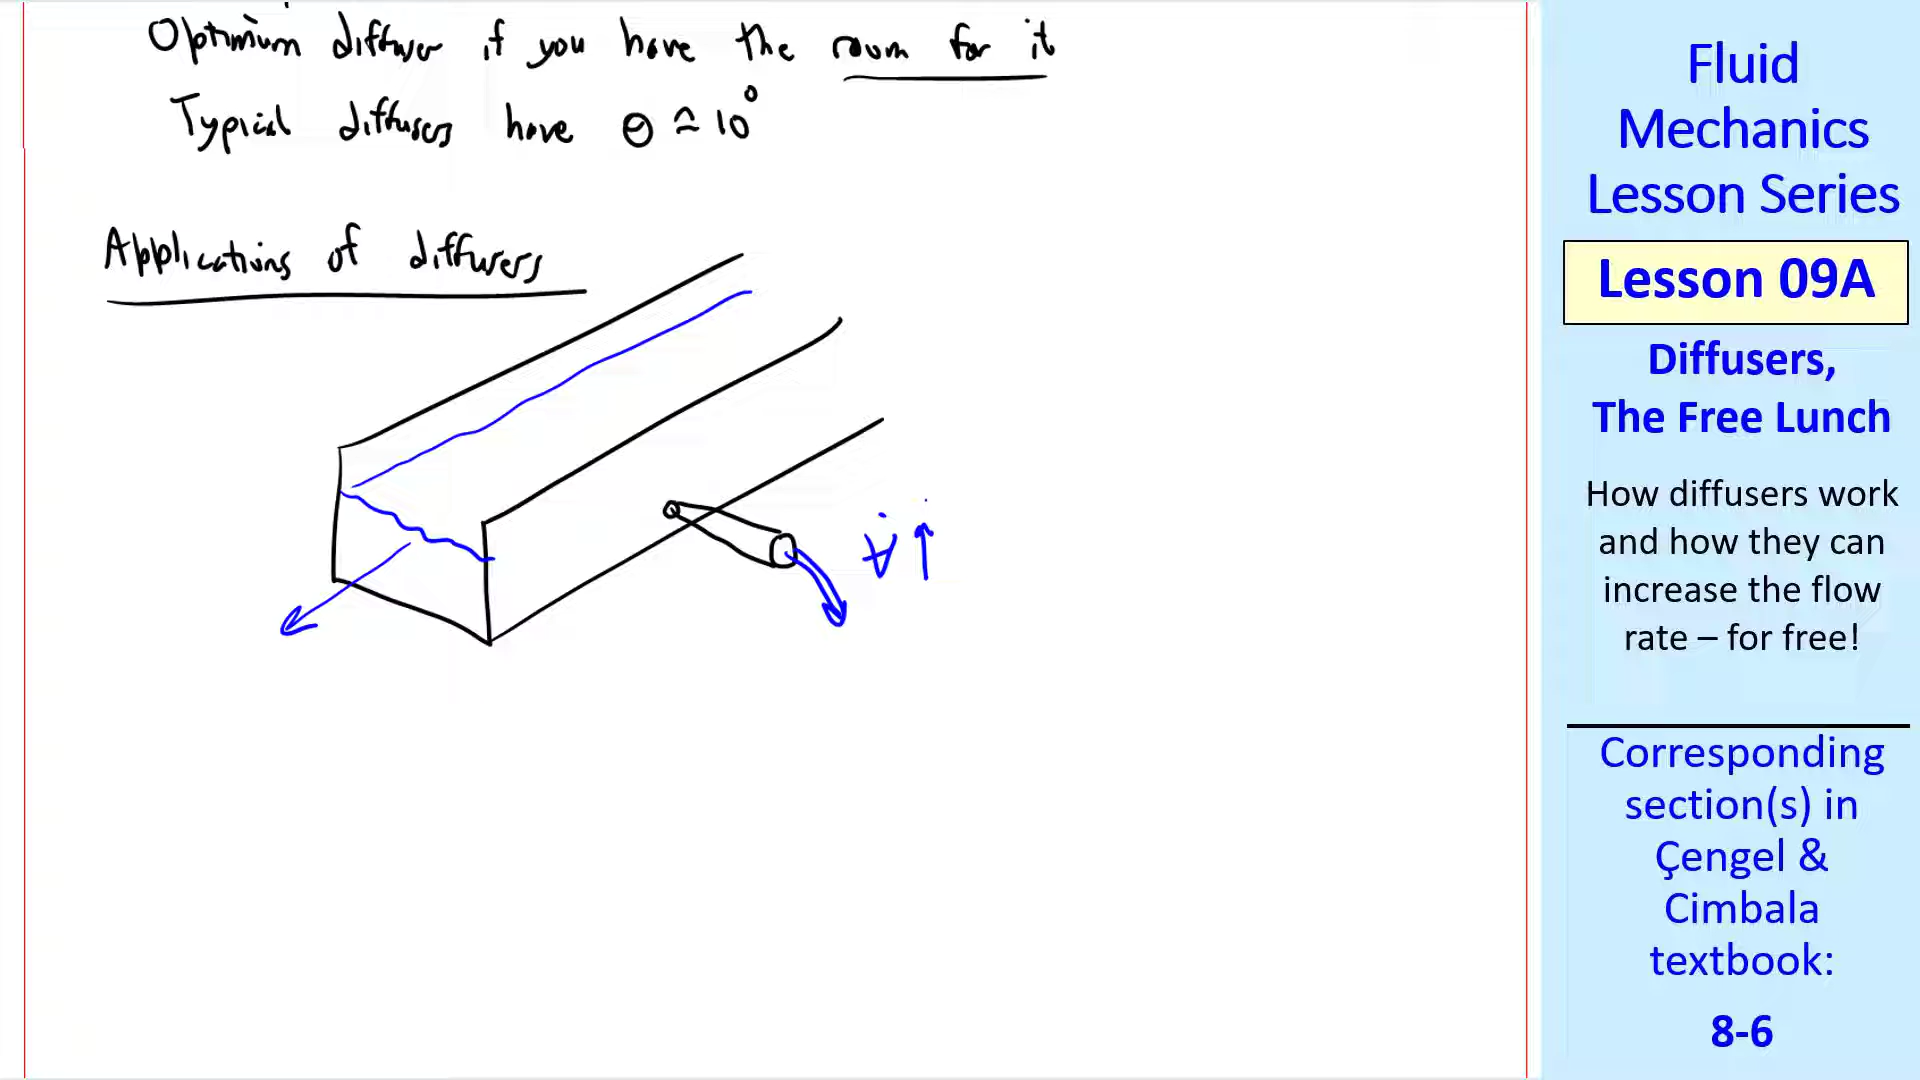 Optimum diffuser if you have the room for it
Typical diffusers have θ ≈ 10°
Applications of diffusers
V̇ ↑
Fluid
Mechanics
Lesson Series
Lesson 09A
Diffusers,
The Free Lunch
How diffusers work
and how they can
increase the flow
rate – for free!
Corresponding
section(s) in
Çengel &
Cimbala
textbook:
8-6